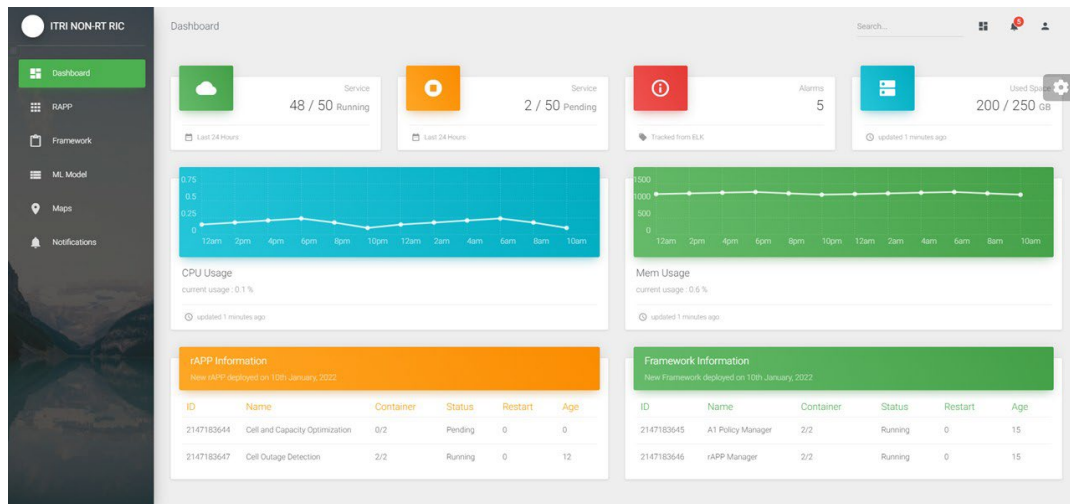 ITRI NON-RT RIC
Dashboard
RAPP
Framework
ML Model
Maps
Notifications
Dashboard
Search...
5
Service
48 / 50 Running
Last 24 Hours
Service
2 / 50 Pending
Last 24 Hours
Alarms
5
Tracked from ELK
Used Space
200 / 250 GB
updated 1 minutes ago
0.75
0.5
0.25
0
12am 2pm 4pm 6pm 8pm 10pm 12am 2am 4am 6am 8am 10am
CPU Usage
current usage : 0.1 %
updated 1 minutes ago
1500
1000
500
0
12am 2pm 4pm 6pm 8pm 10pm 12am 2am 4am 6am 8am 10am
Mem Usage
current usage : 0.6 %
updated 1 minutes ago
rAPP Information
New rAPP deployed on 10th January, 2022
ID Name Container Status Restart Age
2147183644 Cell and Capacity Optimization 0/2 Pending 0 0
2147183647 Cell Outage Detection 2/2 Running 0 12
Framework Information
New Framework deployed on 10th January, 2022
ID Name Container Status Restart Age
2147183645 A1 Policy Manager 2/2 Running 0 15
2147183646 rAPP Manager 2/2 Running 0 15